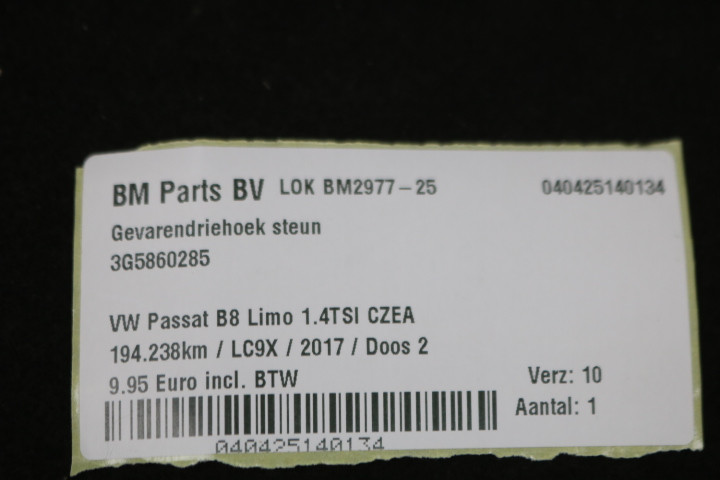 BM Parts BV LOK BM2977-25 040425140134
Gevarendriehoek steun
3G5860285
VW Passat B8 Limo 1.4TSI CZEA
194.238km / LC9X / 2017 / Doos 2
9.95 Euro incl. BTW Verz: 10
Aantal: 1
040425140134